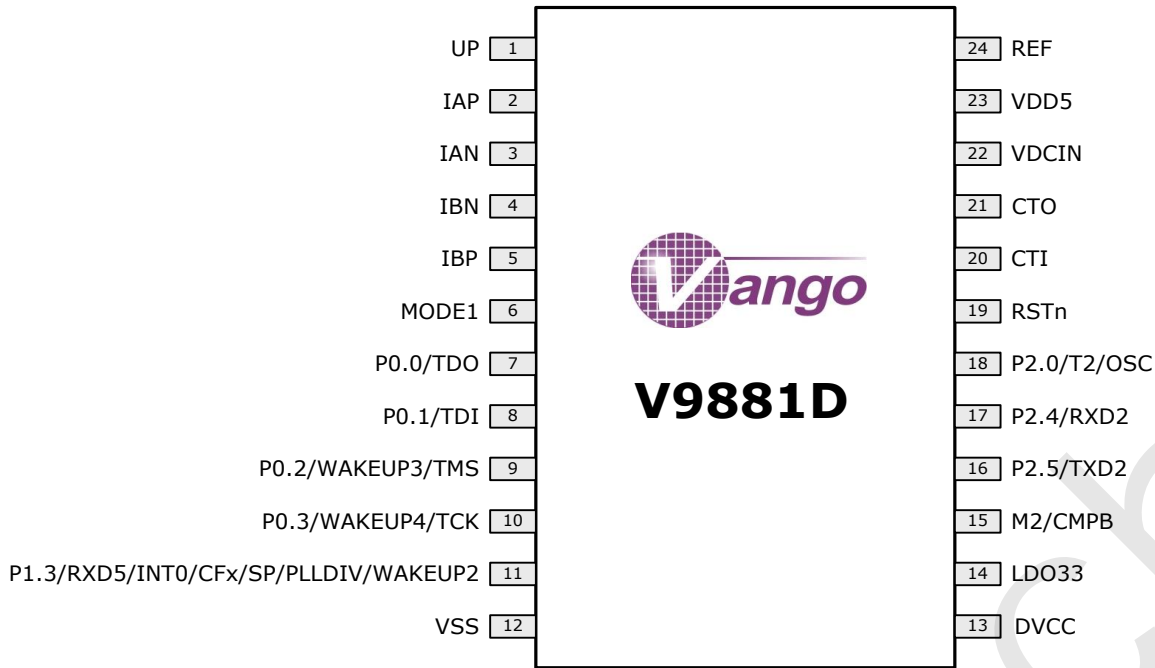 UP 1 24 REF
IAP 2 23 VDD5
IAN 3 22 VDCIN
IBN 4 21 CTO
IBP 5 20 CTI
MODE1 6 19 RSTn
P0.0/TDO 7 18 P2.0/T2/OSC
P0.1/TDI 8 17 P2.4/RXD2
P0.2/WAKEUP3/TMS 9 16 P2.5/TXD2
P0.3/WAKEUP4/TCK 10 15 M2/CMPB
P1.3/RXD5/INT0/CFx/SP/PLLDIV/WAKEUP2 11 14 LDO33
VSS 12 13 DVCC
Vango
V9881D